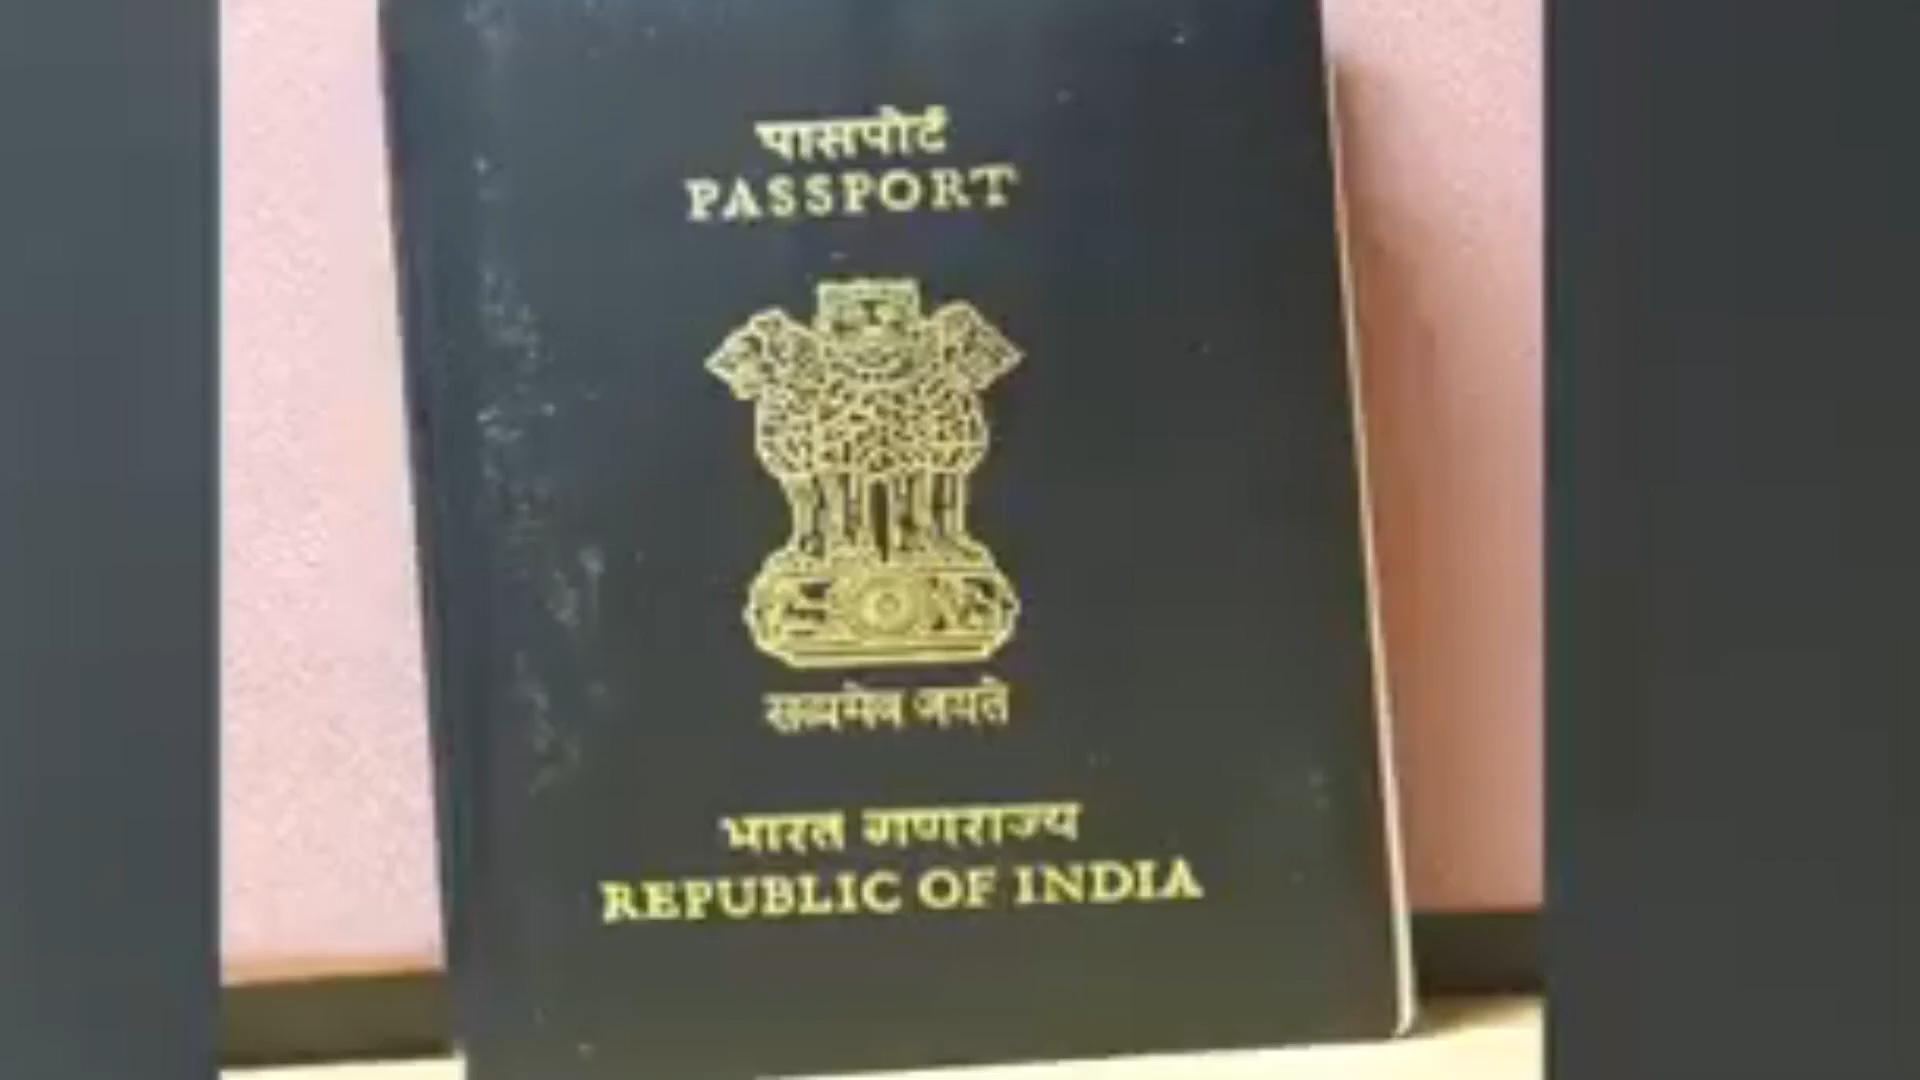 पासपोर्ट
PASSPORT
सत्यमेव जयते
भारत गणराज्य
REPUBLIC OF INDIA